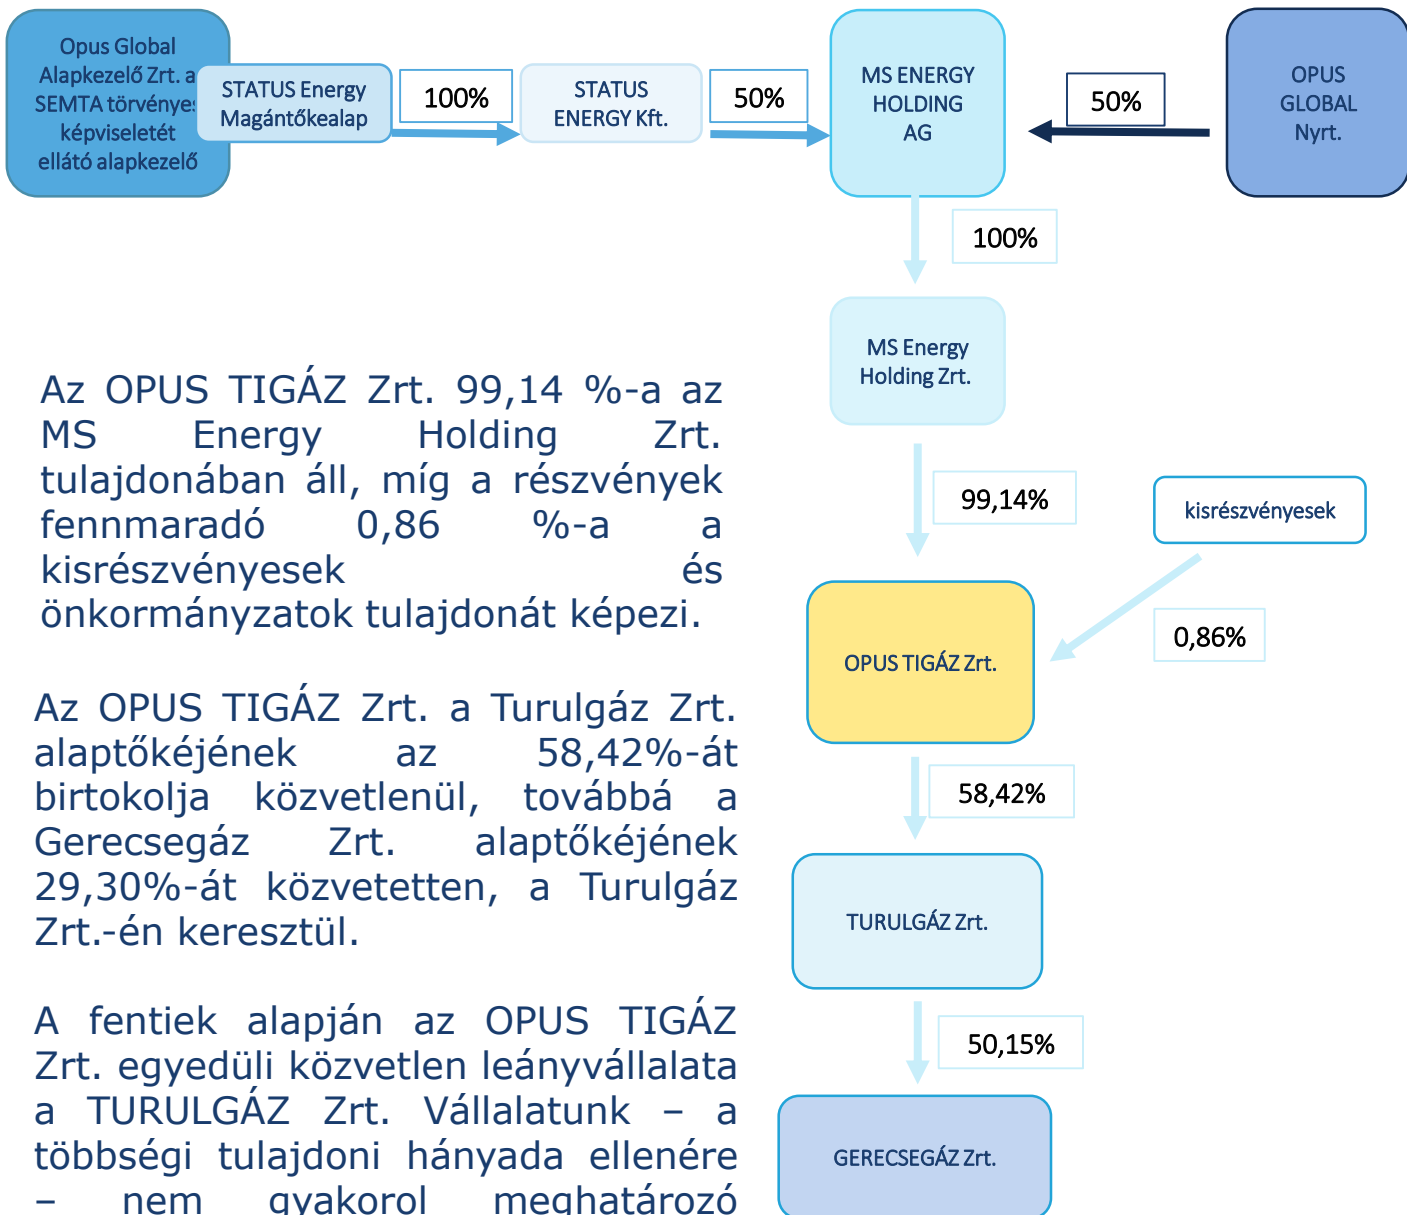 Opus Global
Alapkezelő Zrt. a
SEMTA törvényes
képviseletét
ellátó alapkezelő
STATUS Energy
Magántőkealap
100%
STATUS
ENERGY Kft.
50%
MS ENERGY
HOLDING
AG
50%
OPUS
GLOBAL
Nyrt.
100%
MS Energy
Holding Zrt.
99,14%
kisrészvényesek
0,86%
OPUS TIGÁZ Zrt.
58,42%
TURULGÁZ Zrt.
50,15%
GERECSEGÁZ Zrt.
Az OPUS TIGÁZ Zrt. 99,14 %-a az
MS Energy Holding Zrt.
tulajdonában áll, míg a részvények
fennmaradó 0,86 %-a a
kisrészvényesek és
önkormányzatok tulajdonát képezi.
Az OPUS TIGÁZ Zrt. a Turulgáz Zrt.
alaptőkéjének az 58,42%-át
birtokolja közvetlenül, továbbá a
Gerecsegáz Zrt. alaptőkéjének
29,30%-át közvetetten, a Turulgáz
Zrt.-én keresztül.
A fentiek alapján az OPUS TIGÁZ
Zrt. egyedüli közvetlen leányvállalata
a TURULGÁZ Zrt. Vállalatunk – a
többségi tulajdoni hányada ellenére
– nem gyakorol meghatározó